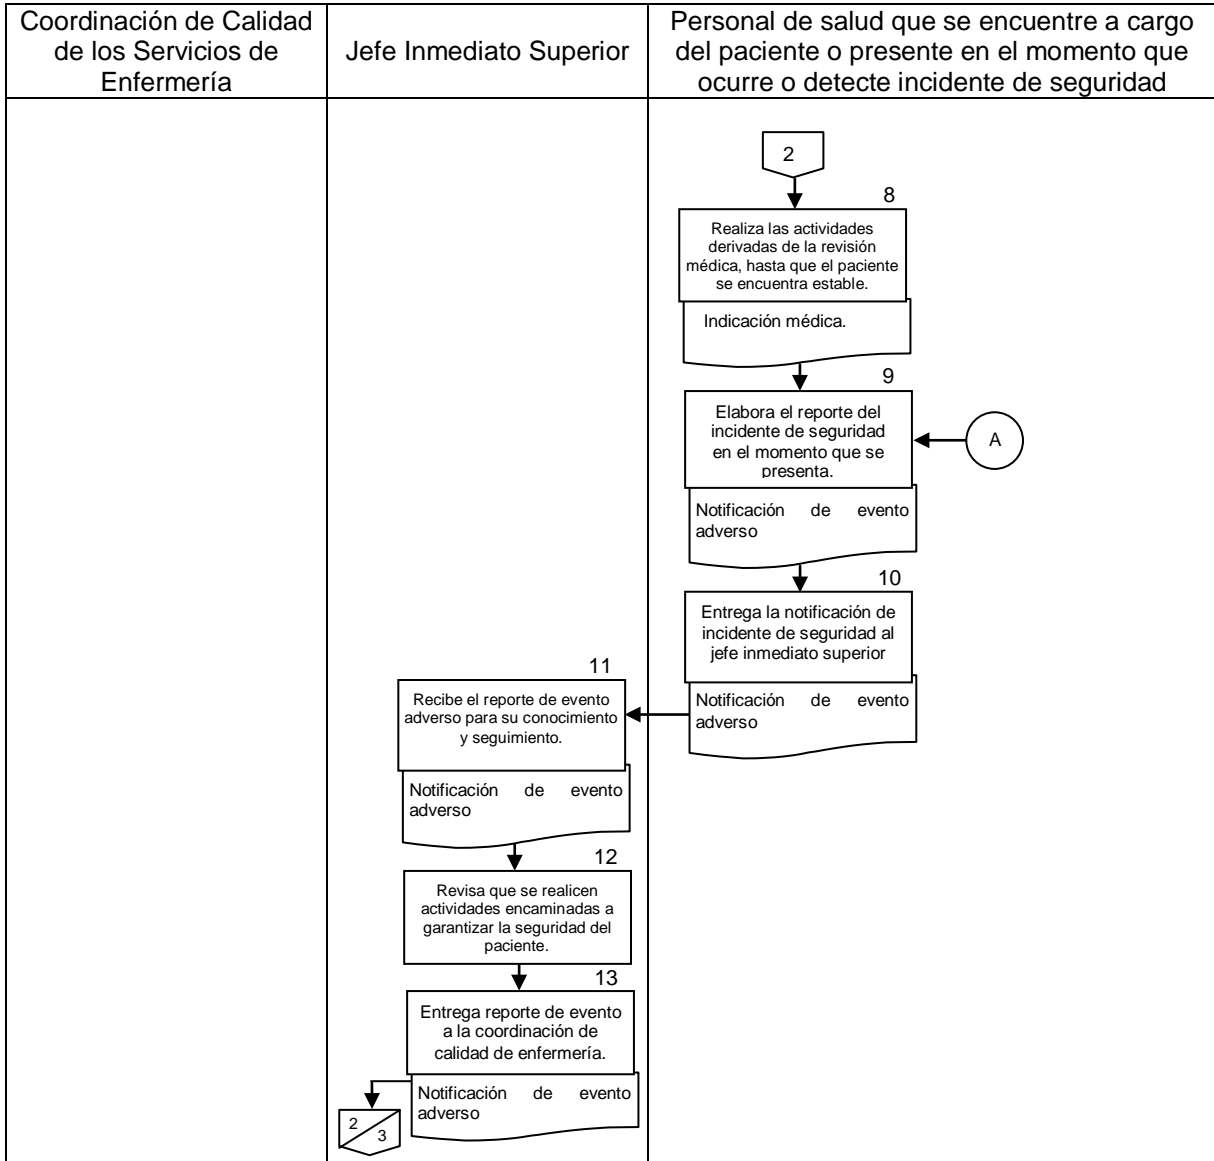 Coordinación de Calidad
de los Servicios de
Enfermería
Jefe Inmediato Superior
Personal de salud que se encuentre a cargo
del paciente o presente en el momento que
ocurre o detecte incidente de seguridad
2
8
Realiza las actividades
derivadas de la revisión
médica, hasta que el paciente
se encuentra estable.
Indicación médica.
9
Elabora el reporte del
incidente de seguridad
en el momento que se
presenta.
A
Notificación de evento
adverso
10
Entrega la notificación de
incidente de seguridad al
jefe inmediato superior
Notificación de evento
adverso
11
Recibe el reporte de evento
adverso para su conocimiento
y seguimiento.
Notificación de evento
adverso
12
Revisa que se realicen
actividades encaminadas a
garantizar la seguridad del
paciente.
13
Entrega reporte de evento
a la coordinación de
calidad de enfermería.
Notificación de evento
adverso
2
3